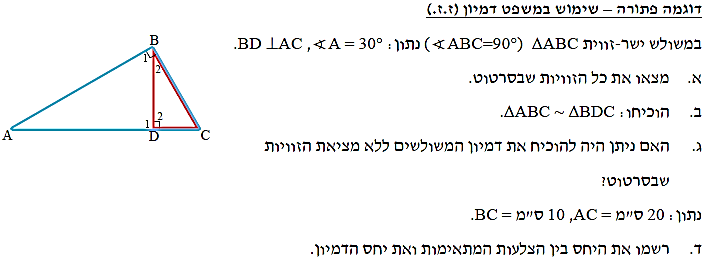 דוגמה פתורה – שימוש במשפט דמיון (ז.ז.)
במשולש ישר-זווית ΔABC (∢ABC=90°) נתון: BD ⊥AC ,∢A = 30°.
א. מצאו את כל הזוויות שבסרטוט.
ב. הוכיחו: ΔABC ~ ΔBDC.
ג. האם ניתן היה להוכיח את דמיון המשולשים ללא מציאת הזוויות
שבסרטוט?
נתון: 20 ס"מ = AC, 10 ס"מ = BC.
ד. רשמו את היחס בין הצלעות המתאימות ואת יחס הדמיון.
B
1
2
A
1
2
D
C